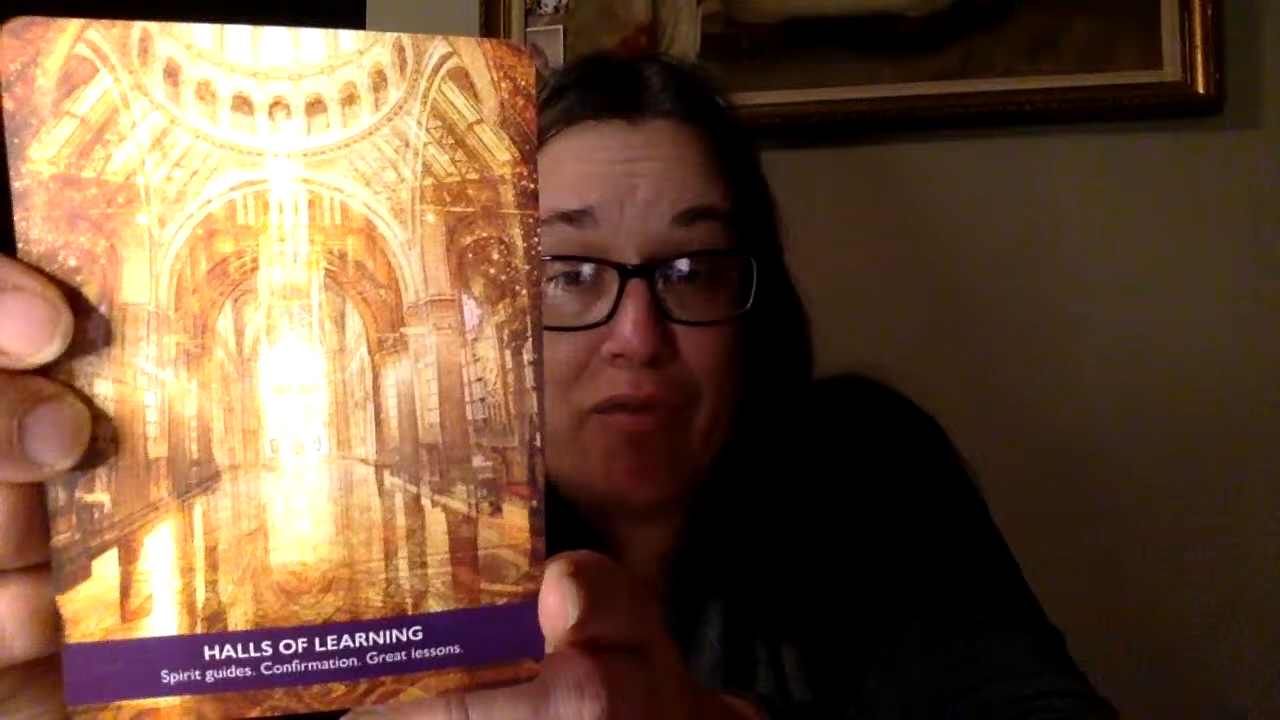 HALLS OF LEARNING
Spirit guides. Confirmation. Great lessons.